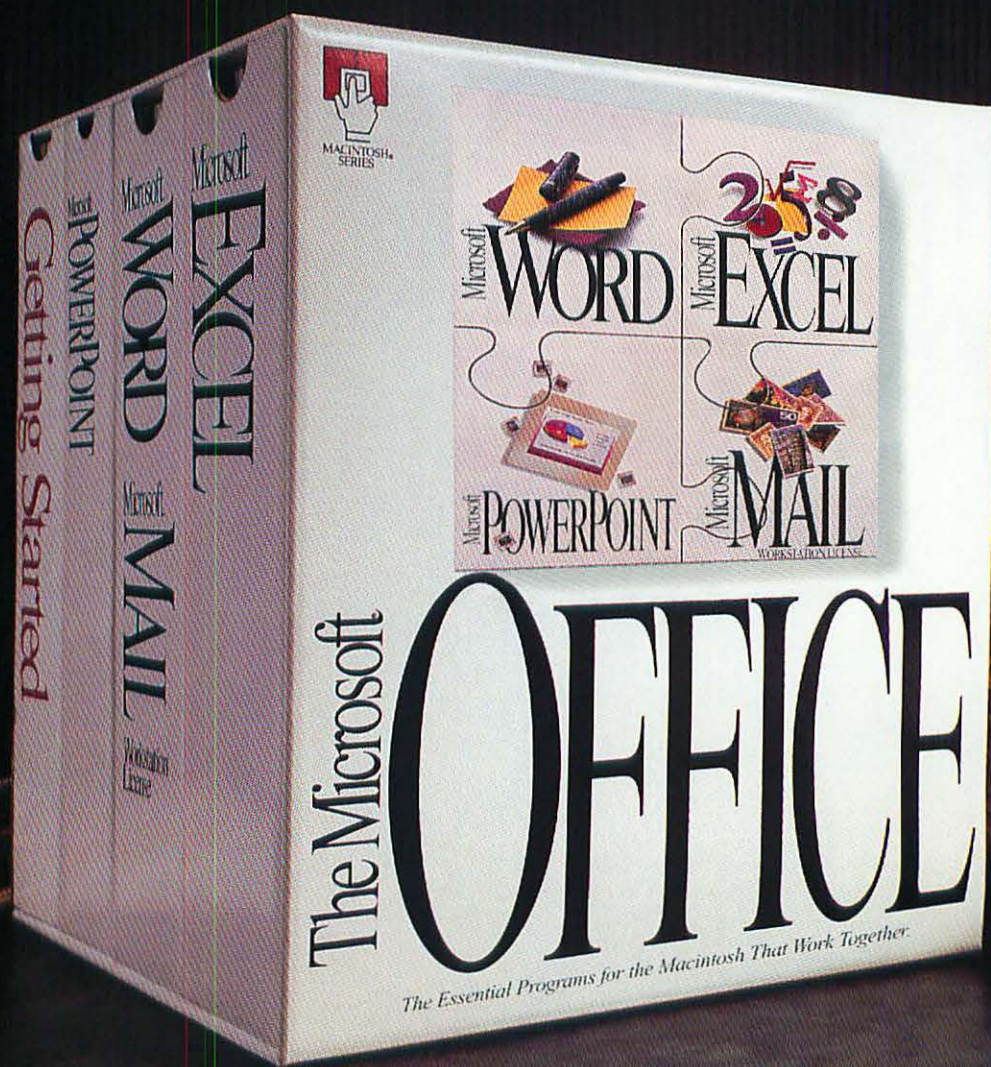 Getting Started
Microsoft
POWERPOINT
Microsoft
WORD
Microsoft
MAIL
Workstation
License
Microsoft
EXCEL
MACINTOSH®
SERIES
Microsoft
WORD
Microsoft
EXCEL
Microsoft
POWERPOINT
Microsoft
MAIL
WORKSTATION LICENSE
The Microsoft
OFFICE
The Essential Programs for the Macintosh That Work Together.